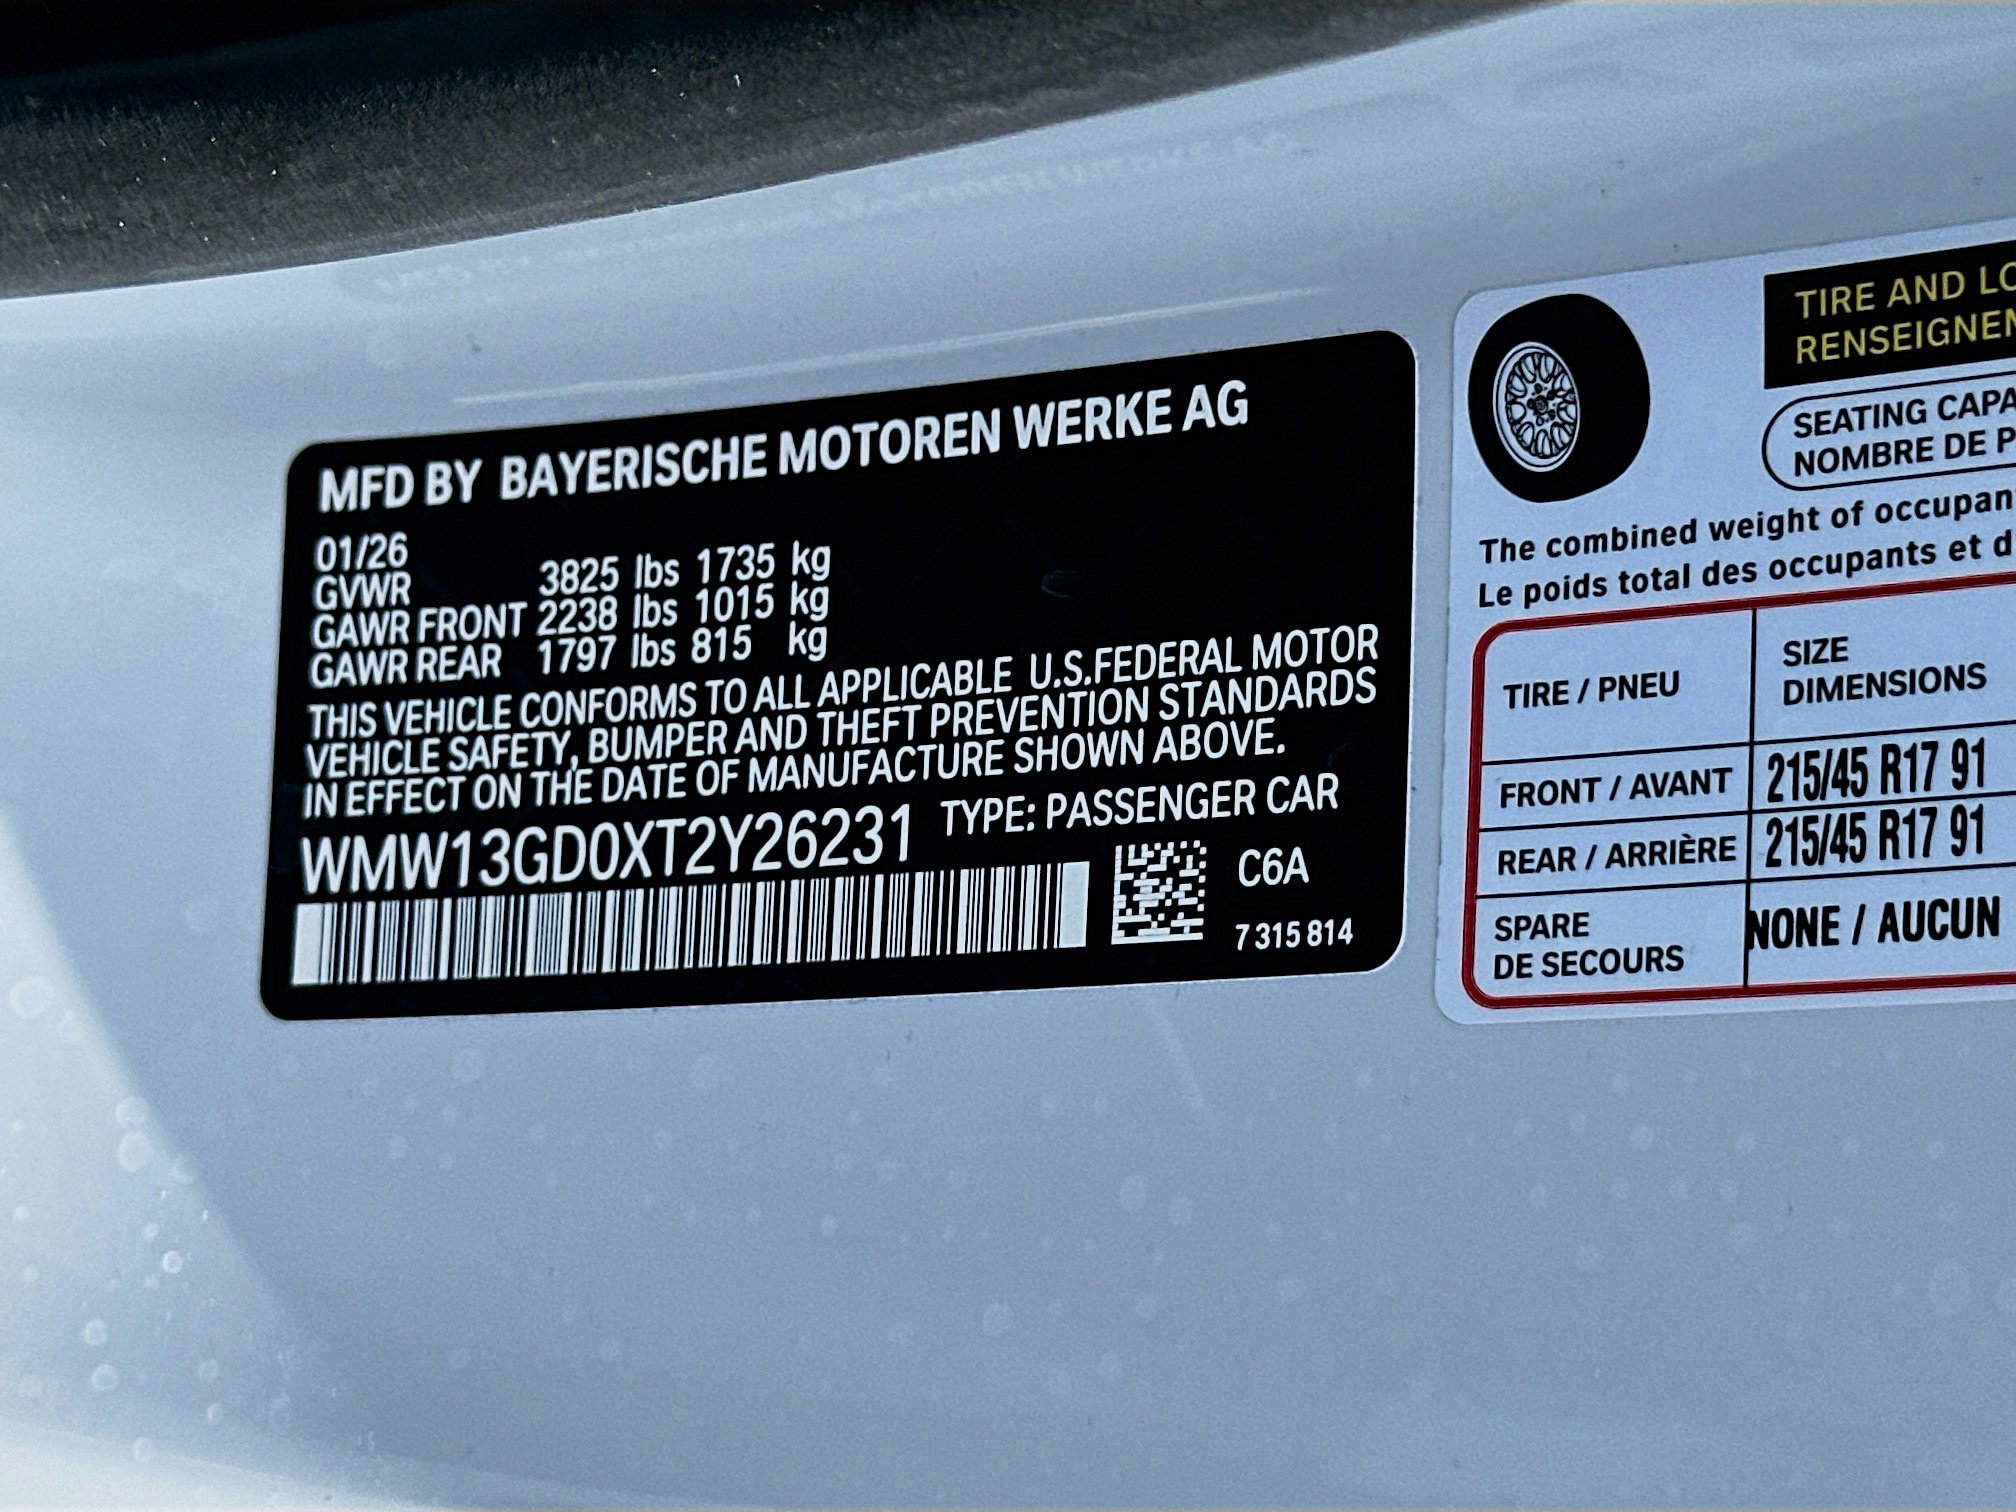 MFD BY BAYERISCHE MOTOREN WERKE AG
01/26
GVWR 3825 lbs 1735 kg
GAWR FRONT 2238 lbs 1015 kg
GAWR REAR 1797 lbs 815 kg
THIS VEHICLE CONFORMS TO ALL APPLICABLE U.S.FEDERAL MOTOR
VEHICLE SAFETY, BUMPER AND THEFT PREVENTION STANDARDS
IN EFFECT ON THE DATE OF MANUFACTURE SHOWN ABOVE.
WMW13GD0XT2Y26231 TYPE: PASSENGER CAR
C6A
7 315 814
TIRE AND
SEATING
NOMBRE DE
The combined weight of
Le poids total des occupants et
TIRE / PNEU
SIZE
DIMENSIONS
FRONT / AVANT 215/45 R17 91
REAR / ARRIÈRE 215/45 R17 91
SPARE
DE SECOURS
NONE / AUCUN